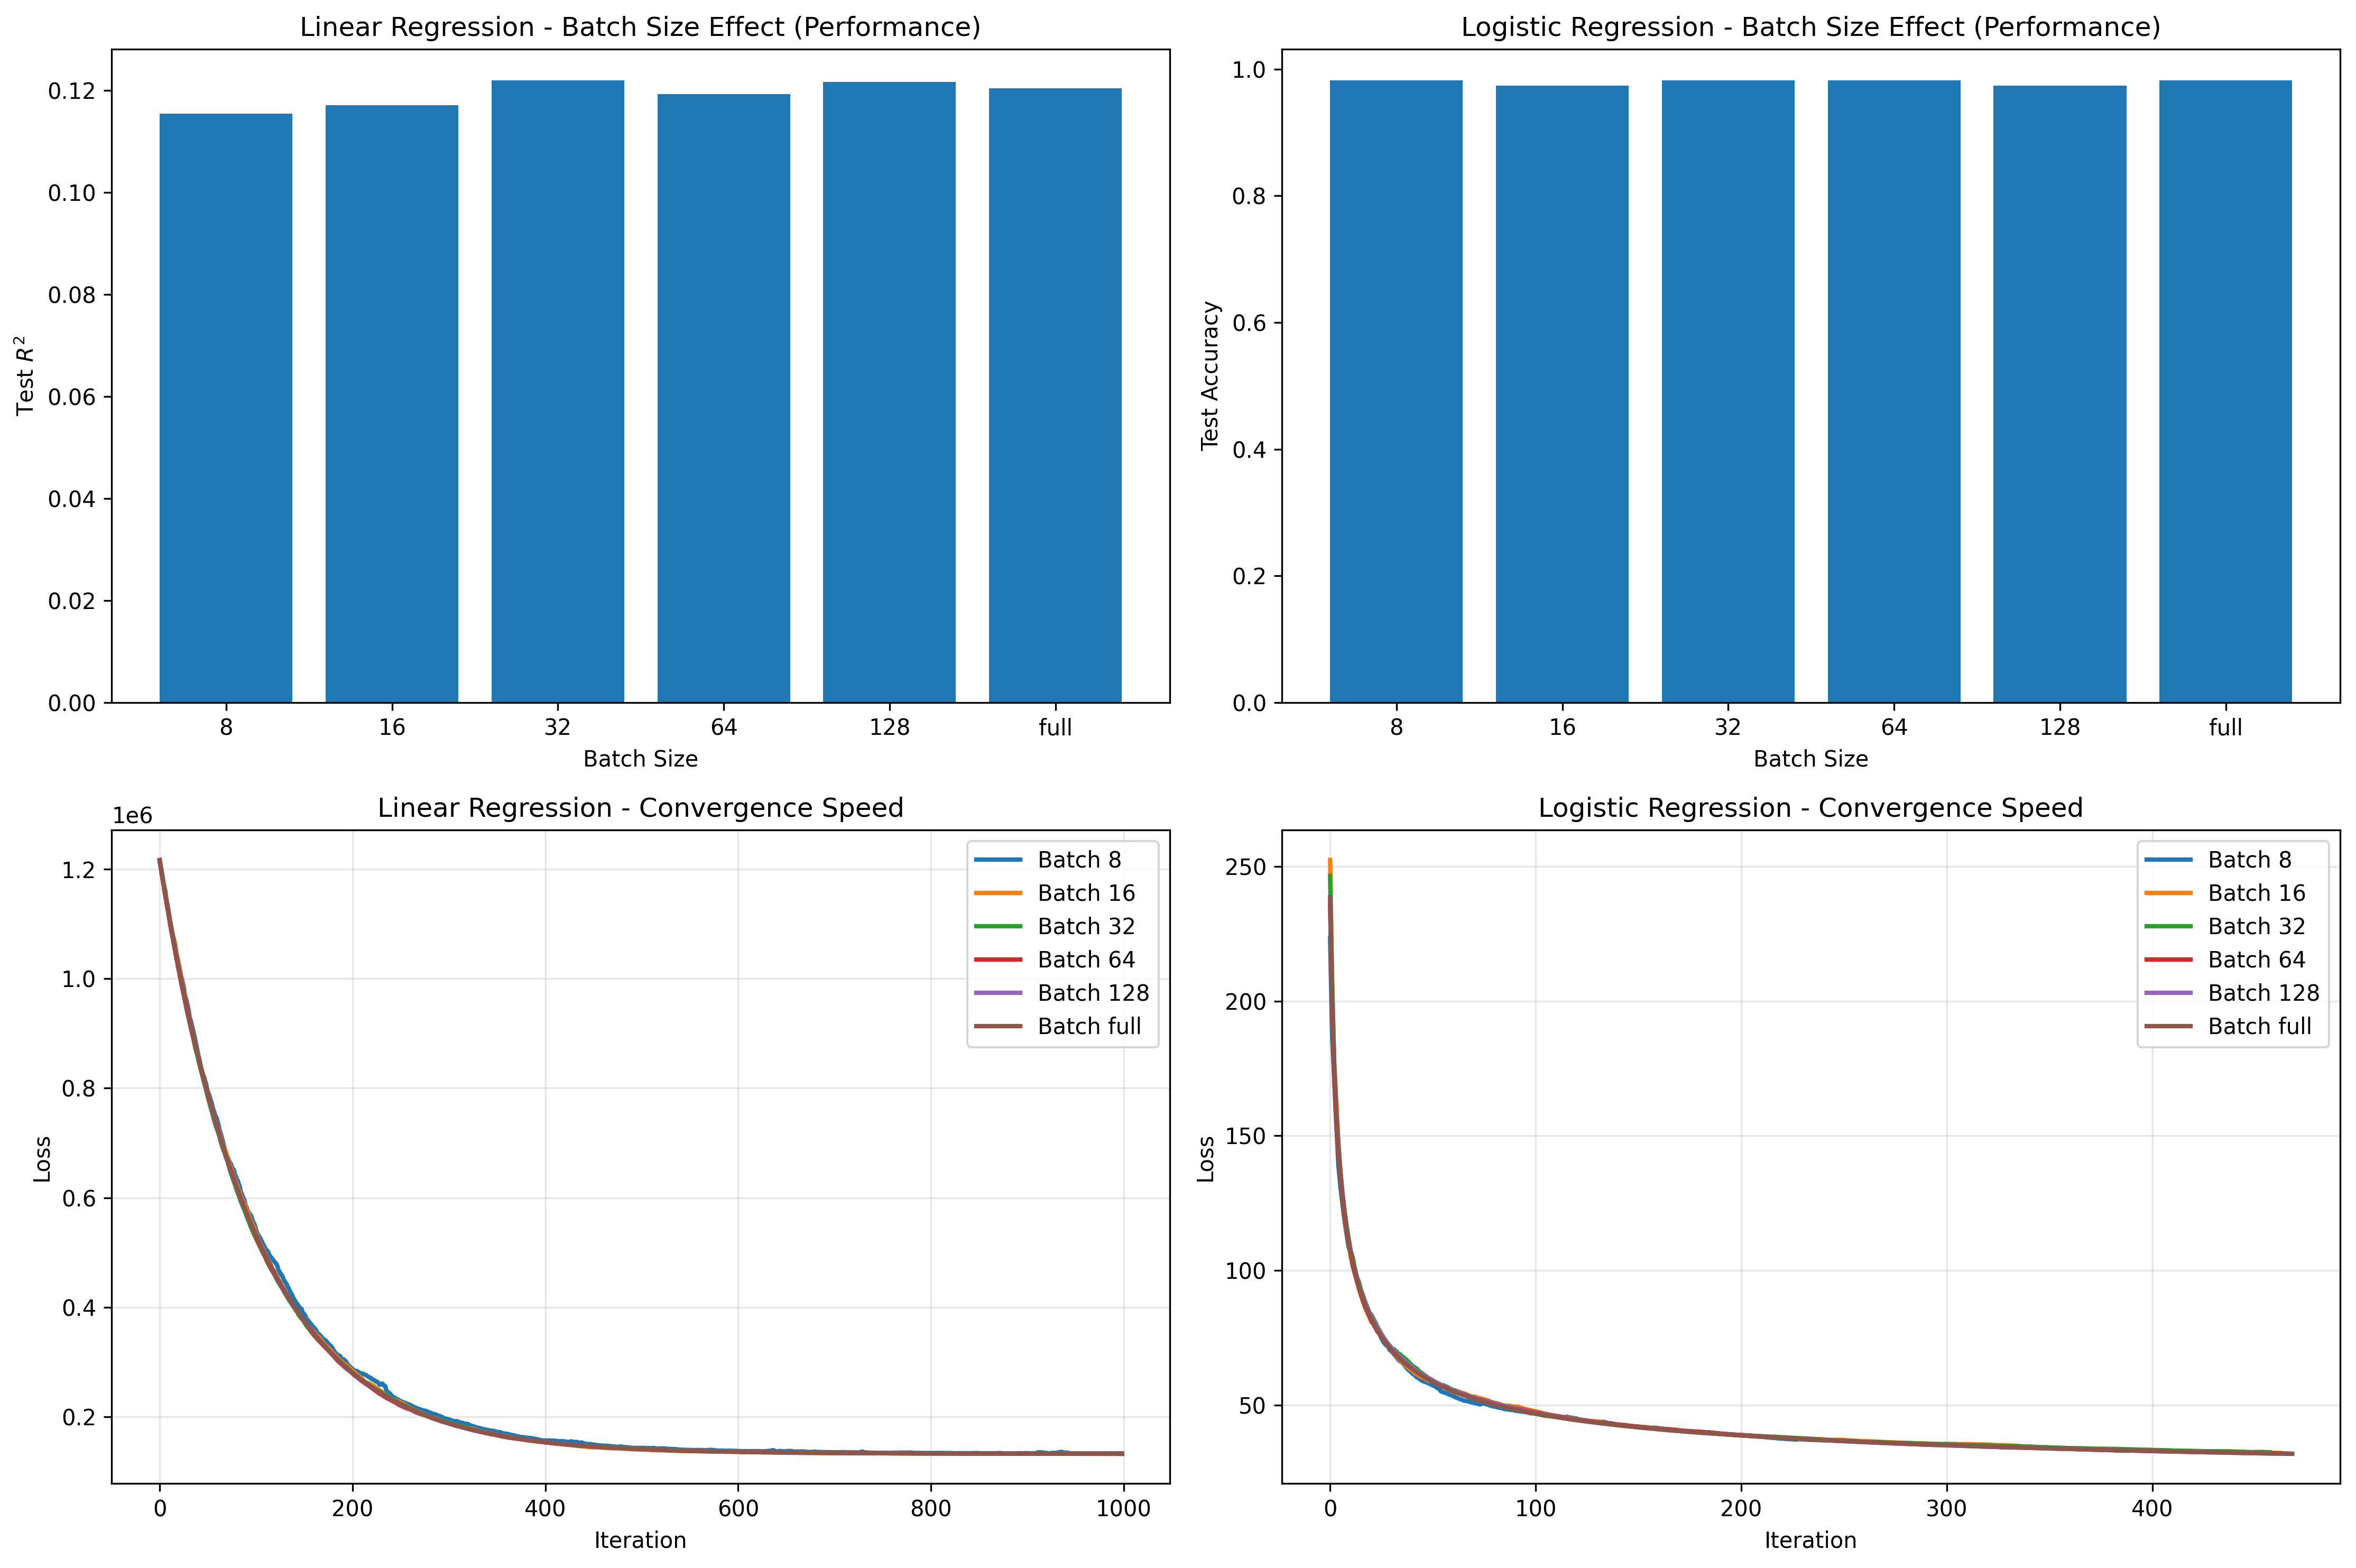 Linear Regression - Batch Size Effect (Performance)
Test R²
0.12
0.10
0.08
0.06
0.04
0.02
0.00
8 16 32 64 128 full
Batch Size
Logistic Regression - Batch Size Effect (Performance)
Test Accuracy
1.0
0.8
0.6
0.4
0.2
0.0
8 16 32 64 128 full
Batch Size
Linear Regression - Convergence Speed
1e6
Loss
1.2
1.0
0.8
0.6
0.4
0.2
Batch 8
Batch 16
Batch 32
Batch 64
Batch 128
Batch full
0 200 400 600 800 1000
Iteration
Logistic Regression - Convergence Speed
Loss
250
200
150
100
50
Batch 8
Batch 16
Batch 32
Batch 64
Batch 128
Batch full
0 100 200 300 400
Iteration